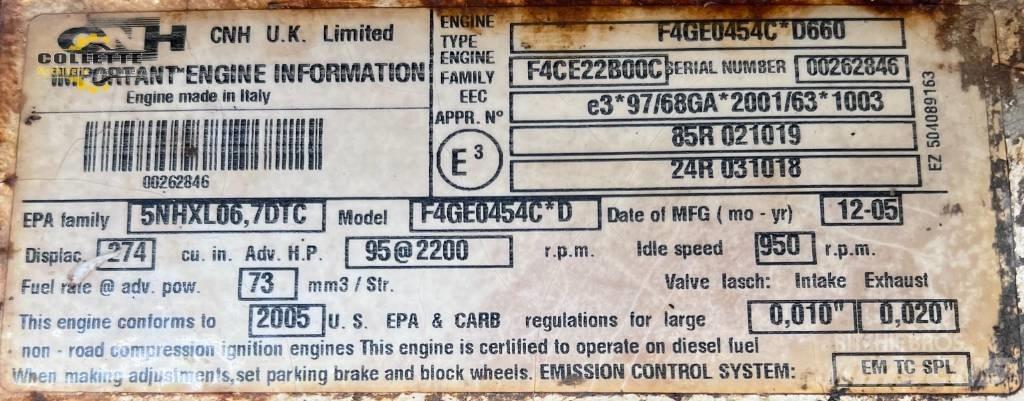 CNH CNH U.K. Limited
COLLETTE
IMPORTANT ENGINE INFORMATION
Engine made in Italy
00262846
ENGINE TYPE F4GE0454C*D660
ENGINE FAMILY F4CE22B00C SERIAL NUMBER 00262846
EEC APPR. Nº e3*97/68GA*2001/63*1003
E3 85R 021019
24R 031018
EZ 504089163
EPA family 5NHXL06,7DTC Model F4GE0454C*D Date of MFG ( mo - yr) 12-05
Displac. 274 cu. in. Adv. H.P. 95@2200 r.p.m. Idle speed 950 r.p.m.
Fuel rate @ adv. pow. 73 mm3 / Str. Valve lasch: Intake Exhaust
This engine conforms to 2005 U. S. EPA & CARB regulations for large 0,010" 0,020"
non - road compression ignition engines This engine is certified to operate on diesel fuel
When making adjustments,set parking brake and block wheels. EMISSION CONTROL SYSTEM: EM TC SPL